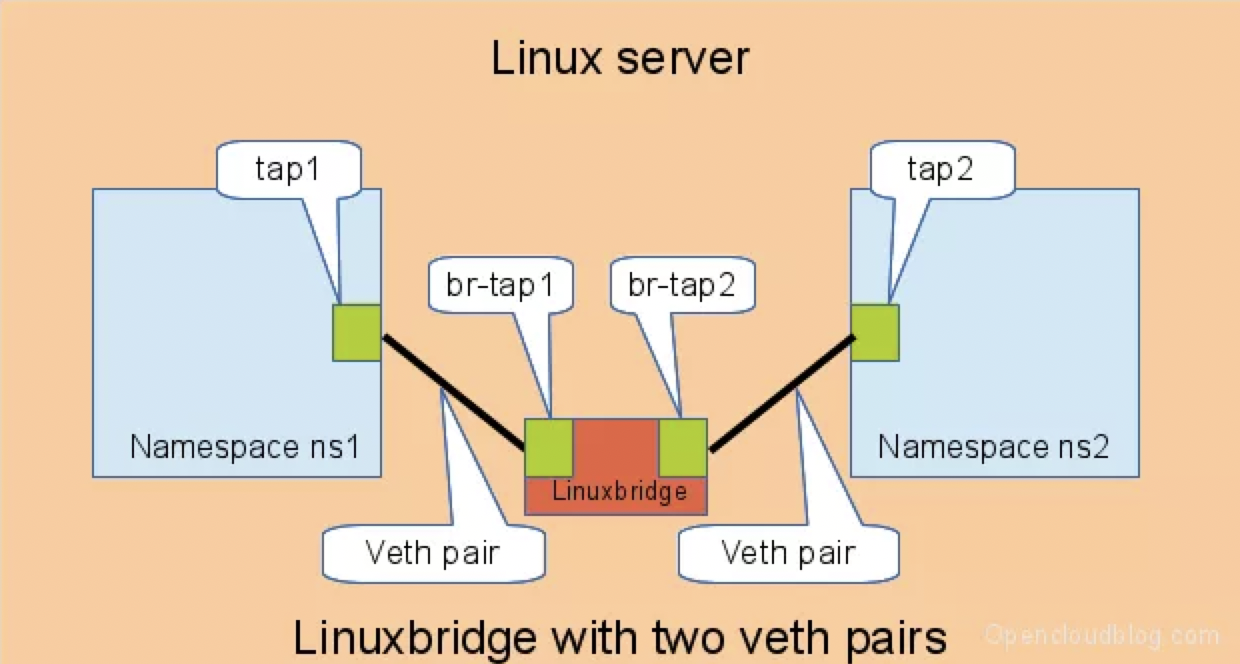 Linux server
tap1
tap2
br-tap1
br-tap2
Namespace ns1
Namespace ns2
Linuxbridge
Veth pair
Veth pair
Linuxbridge with two veth pairs
Opencloudblog.com